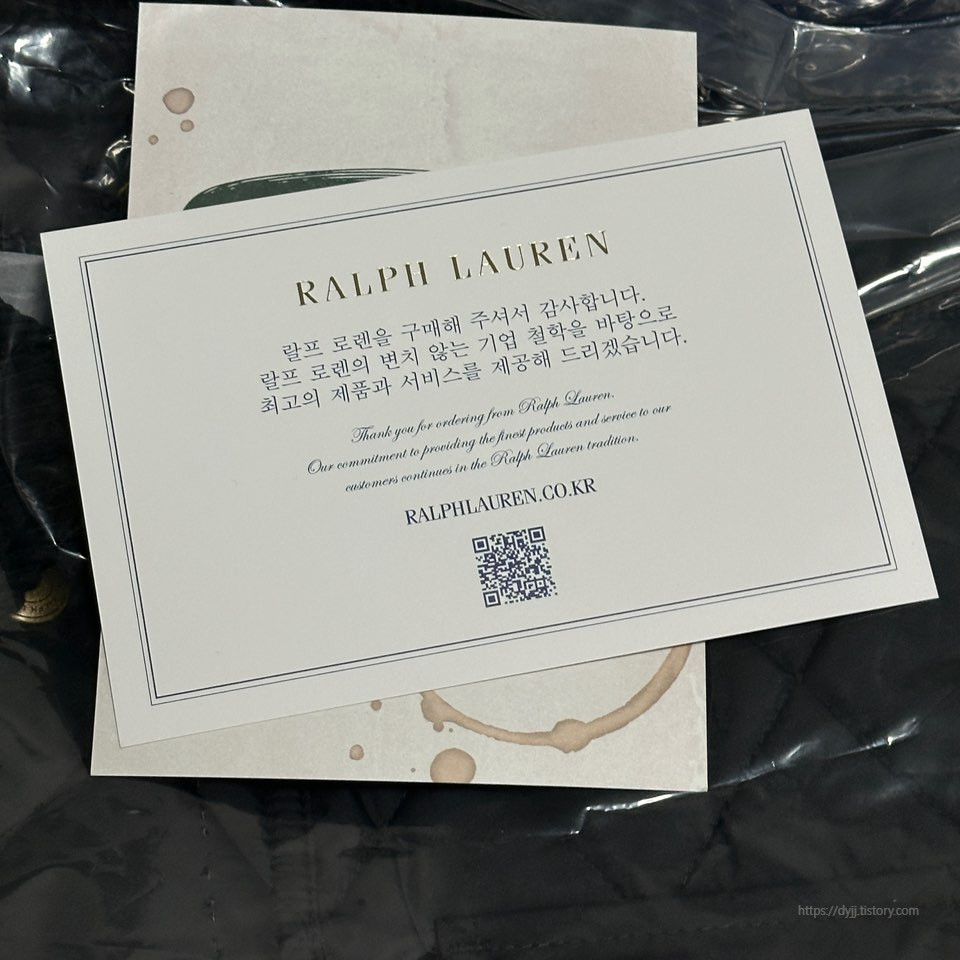 RALPH LAUREN
랄프 로렌을 구매해 주셔서 감사합니다.
랄프 로렌의 변치 않는 기업 철학을 바탕으로
최고의 제품과 서비스를 제공해 드리겠습니다.
Thank you for ordering from Ralph Lauren.
Our commitment to providing the finest products and service to our
customers continues in the Ralph Lauren tradition.
RALPHLAUREN.CO.KR
https://dyjj.tistory.com